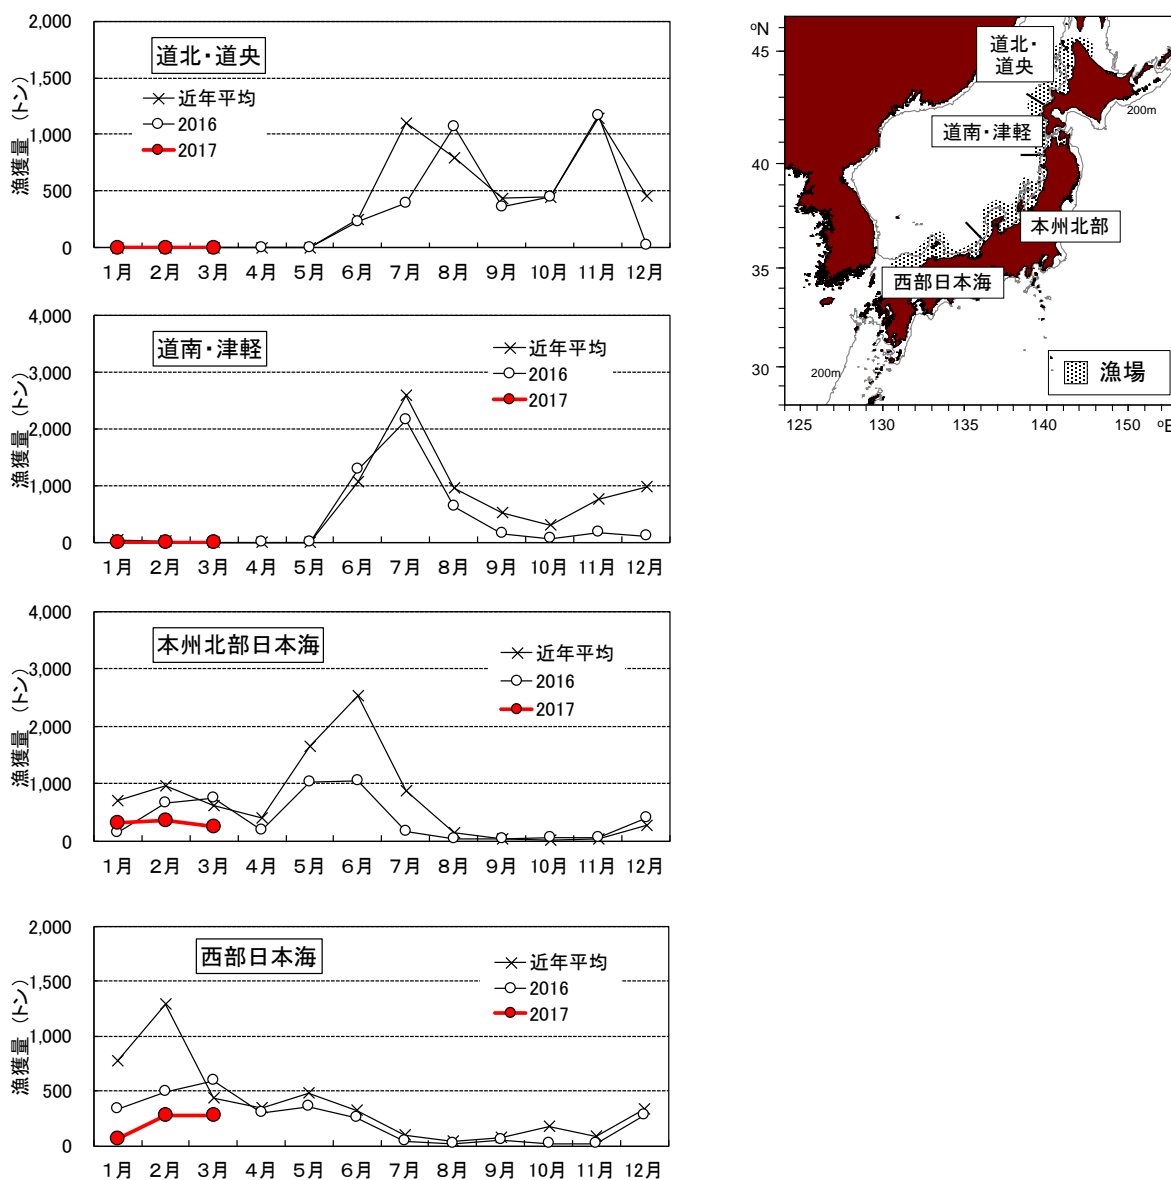 2,000
1,500
1,000
500
0
漁獲量（トン）
道北・道央
近年平均
2016
2017
1月 2月 3月 4月 5月 6月 7月 8月 9月 10月 11月 12月
4,000
3,000
2,000
1,000
0
漁獲量（トン）
道南・津軽
近年平均
2016
2017
1月 2月 3月 4月 5月 6月 7月 8月 9月 10月 11月 12月
4,000
3,000
2,000
1,000
0
漁獲量（トン）
本州北部日本海
近年平均
2016
2017
1月 2月 3月 4月 5月 6月 7月 8月 9月 10月 11月 12月
2,000
1,500
1,000
500
0
漁獲量（トン）
西部日本海
近年平均
2016
2017
1月 2月 3月 4月 5月 6月 7月 8月 9月 10月 11月 12月
oN
45
40
35
30
道北・
道央
200m
道南・津軽
本州北部
西部日本海
200m
漁場
125 130 135 140 150 oE